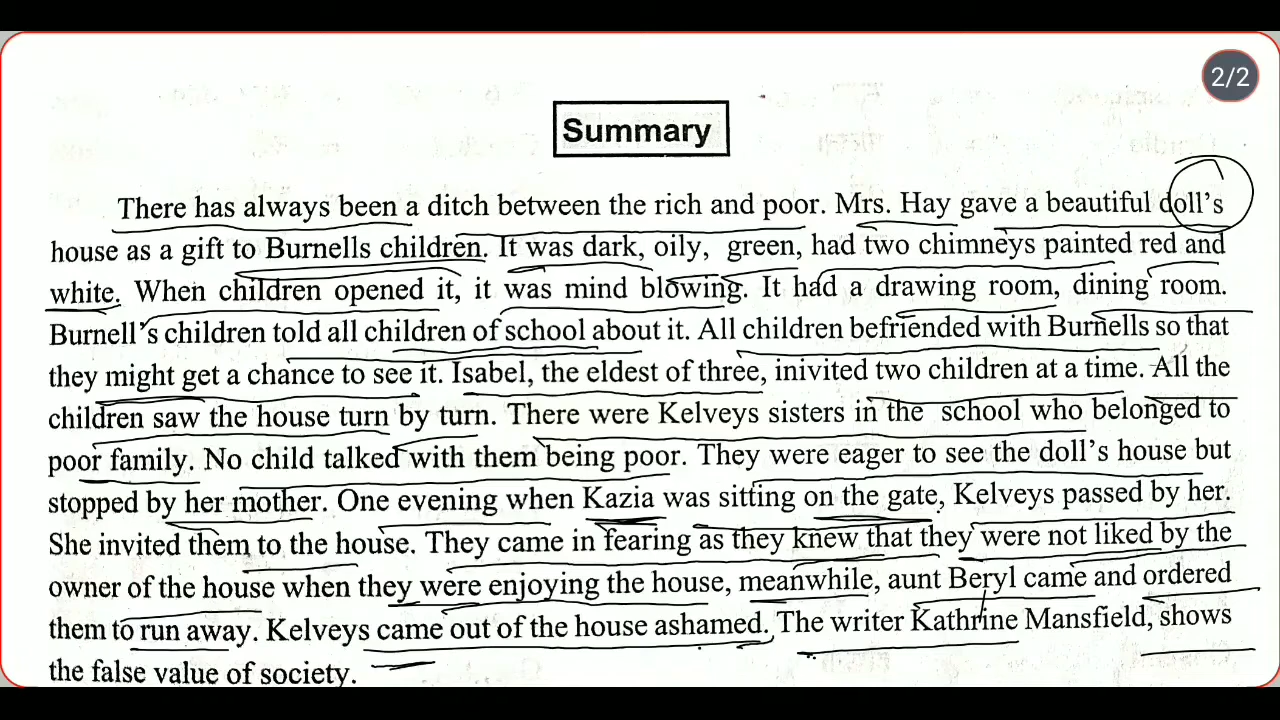 2/2
Summary
There has always been a ditch between the rich and poor. Mrs. Hay gave a beautiful doll's
house as a gift to Burnells children. It was dark, oily, green, had two chimneys painted red and
white. When children opened it, it was mind blowing. It had a drawing room, dining room.
Burnell's children told all children of school about it. All children befriended with Burnells so that
they might get a chance to see it. Isabel, the eldest of three, inivited two children at a time. All the
children saw the house turn by turn. There were Kelveys sisters in the school who belonged to
poor family. No child talked with them being poor. They were eager to see the doll's house but
stopped by her mother. One evening when Kazia was sitting on the gate, Kelveys passed by her.
She invited them to the house. They came in fearing as they knew that they were not liked by the
owner of the house when they were enjoying the house, meanwhile, aunt Beryl came and ordered
them to run away. Kelveys came out of the house ashamed. The writer Kathrine Mansfield, shows
the false value of society.